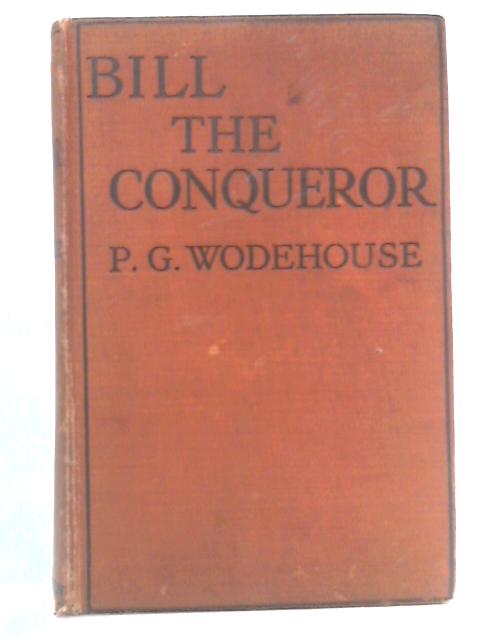 BILL
THE
CONQUEROR
P. G. WODEHOUSE